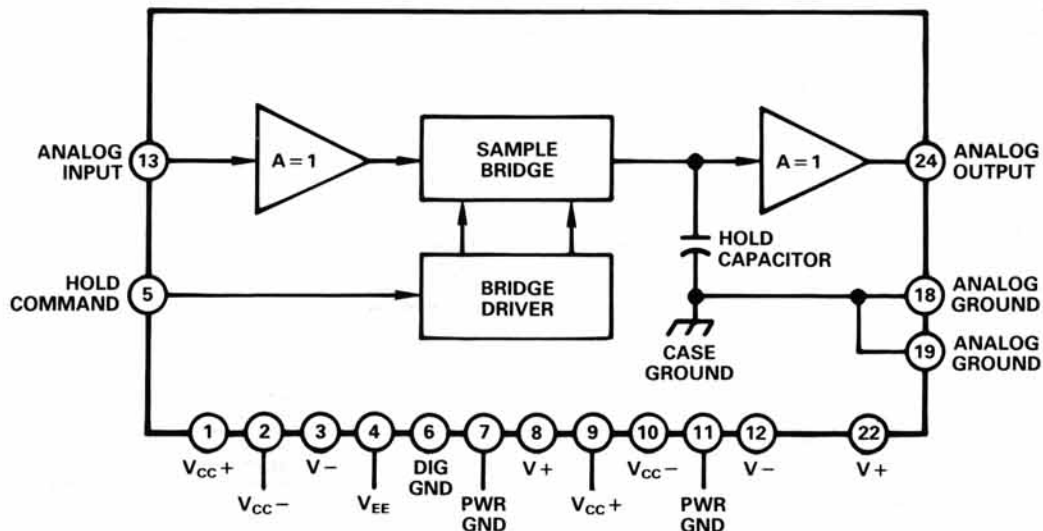 ANALOG
INPUT
13
A = 1
SAMPLE
BRIDGE
A = 1
24
ANALOG
OUTPUT
HOLD
CAPACITOR
HOLD
COMMAND
5
BRIDGE
DRIVER
18
ANALOG
GROUND
CASE
GROUND
19
ANALOG
GROUND
1
2
3
4
6
7
8
9
10
11
12
22
VCC+
VCC−
V−
VEE
DIG
GND
PWR
GND
V+
VCC+
VCC−
PWR
GND
V−
V+